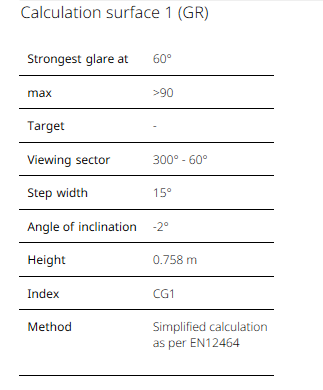 Calculation surface 1 (GR)
Strongest glare at 60°
max >90
Target -
Viewing sector 300° - 60°
Step width 15°
Angle of inclination -2°
Height 0.758 m
Index CG1
Method Simplified calculation
as per EN12464